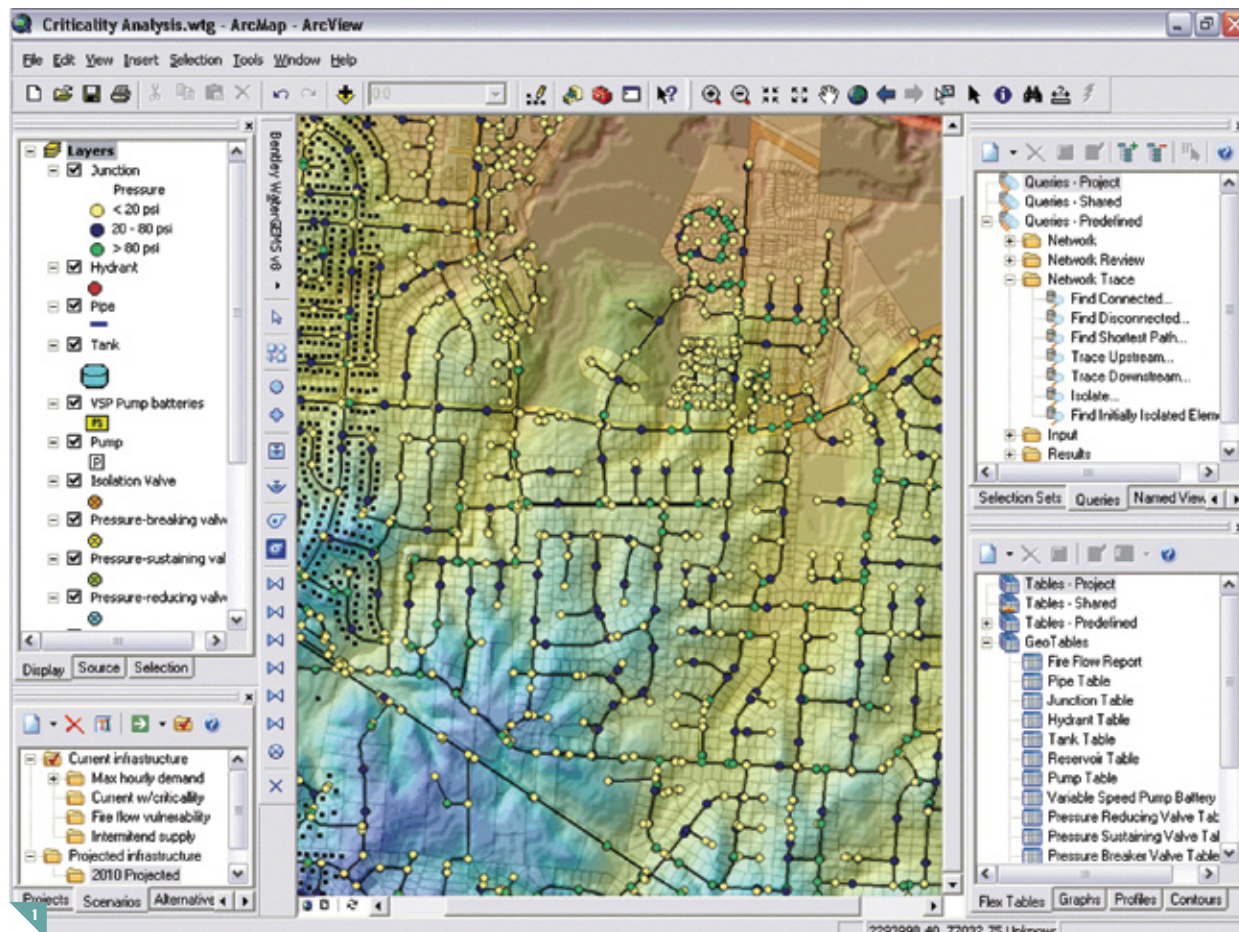 Criticality Analysis.wtg - ArcMap - ArcView
File Edit View Insert Selection Tools Window Help
0:0
Layers
Junction
Pressure
< 20 psi
20 - 80 psi
> 80 psi
Hydrant
Pipe
Tank
VSP Pump batteries
PS
Pump
P
Isolation Valve
Pressure-breaking valv
Pressure-sustaining val
Pressure-reducing valv
Display Source Selection
Current infrastructure
Max hourly demand
Current w/criticality
Fire flow vulnerability
Intermitend supply
Projected infrastructure
2010 Projected
Projects Scenarios Alternative
1
Bentley WaterGEMS v8
Queries - Project
Queries - Shared
Queries - Predefined
Network
Network Review
Network Trace
Find Connected...
Find Disconnected...
Find Shortest Path...
Trace Upstream...
Trace Downstream...
Isolate...
Find Initially Isolated Elem
Input
Results
Selection Sets Queries Named View
Tables - Project
Tables - Shared
Tables - Predefined
GeoTables
Fire Flow Report
Pipe Table
Junction Table
Hydrant Table
Tank Table
Reservoir Table
Pump Table
Variable Speed Pump Battery
Pressure Reducing Valve Tab
Pressure Sustaining Valve Tal
Pressure Breaker Valve Table
Flex Tables Graphs Profiles Contours